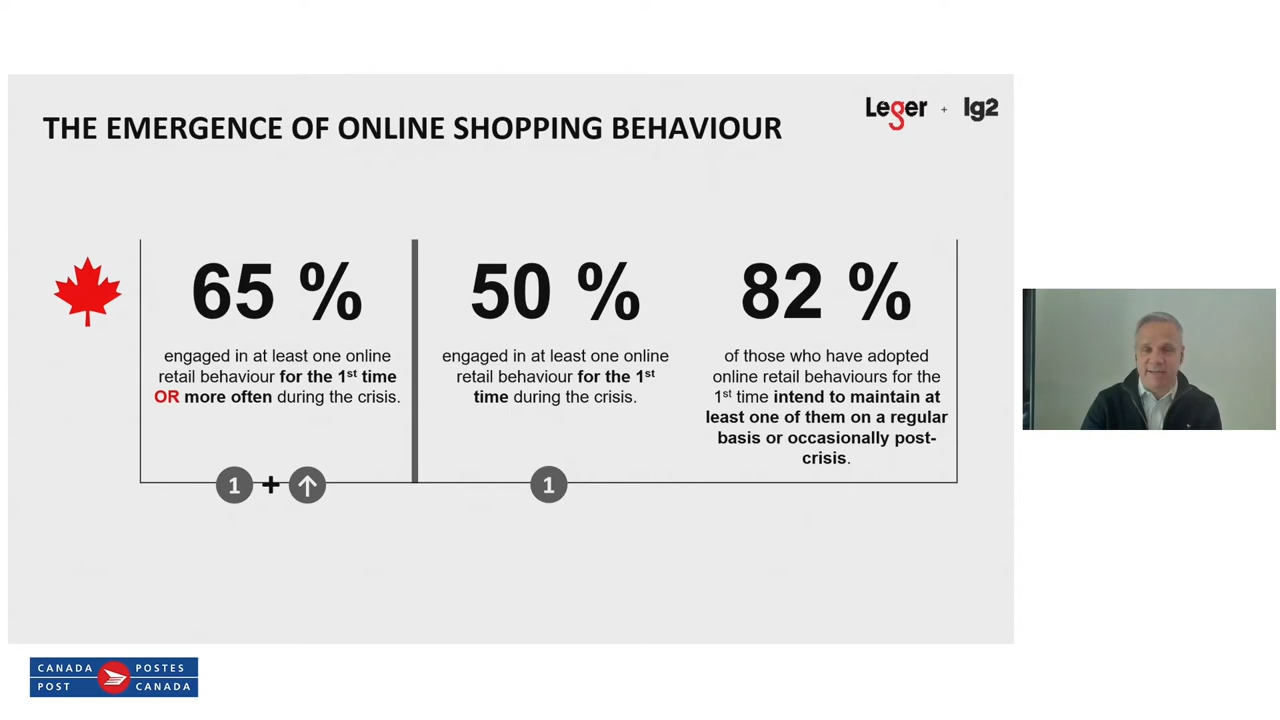 THE EMERGENCE OF ONLINE SHOPPING BEHAVIOUR
Leger + lg2
65 %
engaged in at least one online
retail behaviour for the 1st time
OR more often during the crisis.
1 + ↑
50 %
engaged in at least one online
retail behaviour for the 1st
time during the crisis.
1
82 %
of those who have adopted
online retail behaviours for the
1st time intend to maintain at
least one of them on a regular
basis or occasionally post-
crisis.
CANADA POSTES
POST CANADA